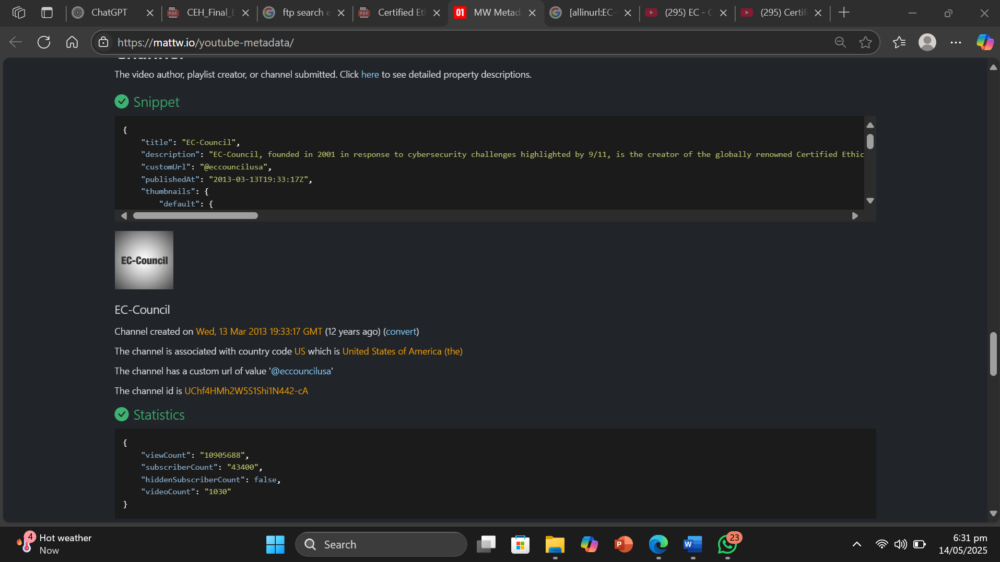 ChatGPT
CEH_Final_E
ftp search e
Certified Et
MW Metad
[allinurl:EC-
(295) EC - C
(295) Certif
https://mattw.io/youtube-metadata/
The video author, playlist creator, or channel submitted. Click here to see detailed property descriptions.
Snippet
{
"title": "EC-Council",
"description": "EC-Council, founded in 2001 in response to cybersecurity challenges highlighted by 9/11, is the creator of the globally renowned Certified Ethic
"customUrl": "@eccouncilusa",
"publishedAt": "2013-03-13T19:33:17Z",
"thumbnails": {
"default": {
EC-Council
EC-Council
Channel created on Wed, 13 Mar 2013 19:33:17 GMT (12 years ago) (convert)
The channel is associated with country code US which is United States of America (the)
The channel has a custom url of value '@eccouncilusa'
The channel id is UChf4HMh2W5S1Shi1N442-cA
Statistics
{
"viewCount": "10905688",
"subscriberCount": "43400",
"hiddenSubscriberCount": false,
"videoCount": "1030"
}
4
Hot weather
Now
Search
23
6:31 pm
14/05/2025